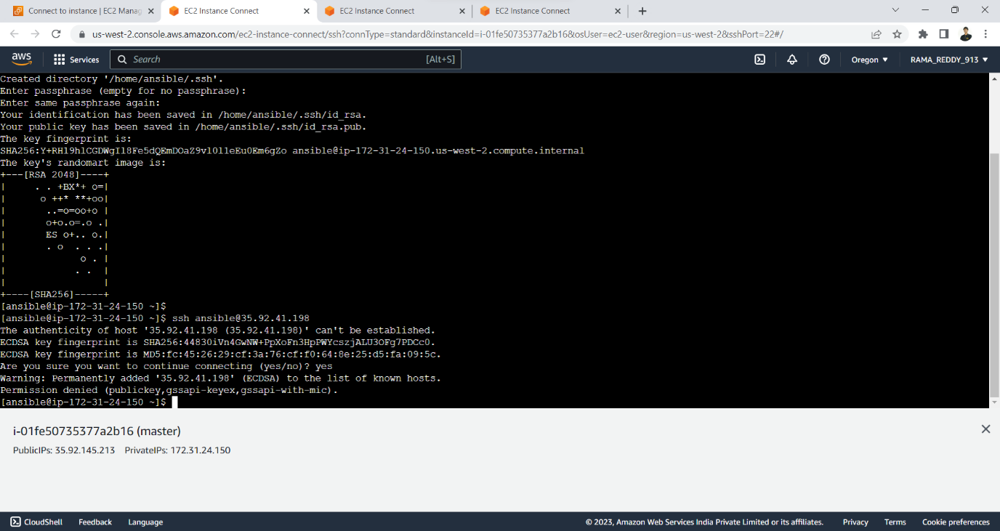 Connect to instance | EC2 Manag
EC2 Instance Connect
EC2 Instance Connect
EC2 Instance Connect
us-west-2.console.aws.amazon.com/ec2-instance-connect/ssh?connType=standard&instanceId=i-01fe50735377a2b16&osUser=ec2-user&region=us-west-2&sshPort=22#/
aws
Services
Search
[Alt+S]
Oregon
RAMA_REDDY_913
Created directory '/home/ansible/.ssh'.
Enter passphrase (empty for no passphrase):
Enter same passphrase again:
Your identification has been saved in /home/ansible/.ssh/id_rsa.
Your public key has been saved in /home/ansible/.ssh/id_rsa.pub.
The key fingerprint is:
SHA256:Y+RH19hlCGDWgIl8Fe5dQEmDOaZ9vl0lleEu0Em6gZo ansible@ip-172-31-24-150.us-west-2.compute.internal
The key's randomart image is:
+---[RSA 2048]----+
|     . . +BX*+ o=|
|      o ++* **+oo|
|       ..=o=oo+o |
|       o+o.o=.o .|
|       ES o+.. o.|
|       . o  . . .|
|             o . |
|            . .  |
|                 |
+----[SHA256]-----+
[ansible@ip-172-31-24-150 ~]$
[ansible@ip-172-31-24-150 ~]$ ssh ansible@35.92.41.198
The authenticity of host '35.92.41.198 (35.92.41.198)' can't be established.
ECDSA key fingerprint is SHA256:44830iVn4GwNW+PpXoFn3HpPWYcszjALU3OFg7PDCc0.
ECDSA key fingerprint is MD5:fc:45:26:29:cf:3a:76:cf:f0:64:8e:25:d5:fa:09:5c.
Are you sure you want to continue connecting (yes/no)? yes
Warning: Permanently added '35.92.41.198' (ECDSA) to the list of known hosts.
Permission denied (publickey,gssapi-keyex,gssapi-with-mic).
[ansible@ip-172-31-24-150 ~]$
i-01fe50735377a2b16 (master)
PublicIPs: 35.92.145.213 PrivateIPs: 172.31.24.150
CloudShell
Feedback
Language
© 2023, Amazon Web Services India Private Limited or its affiliates.
Privacy
Terms
Cookie preferences